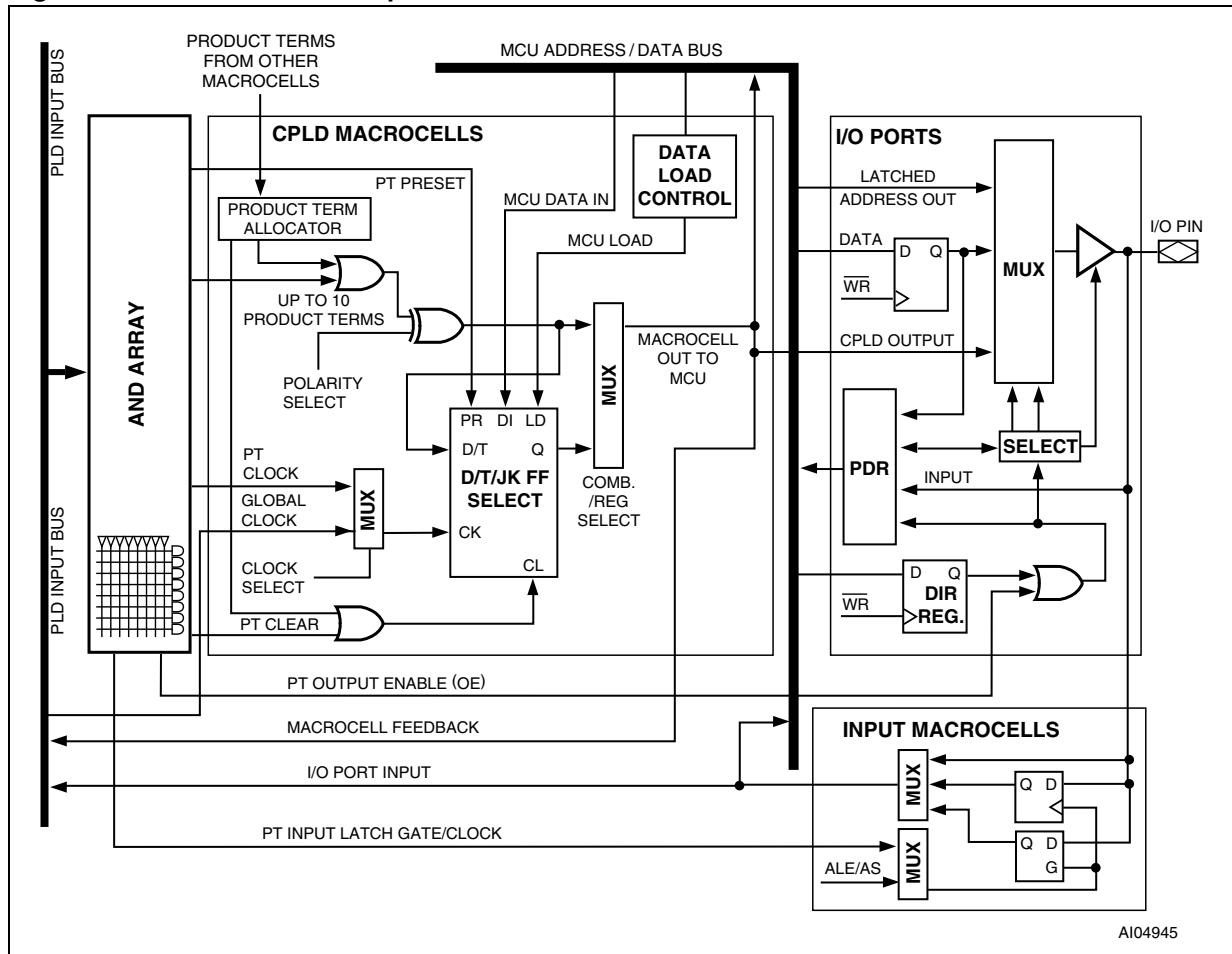 PRODUCT TERMS
FROM OTHER
MACROCELLS
MCU ADDRESS / DATA BUS
PLD INPUT BUS
CPLD MACROCELLS
I/O PORTS
DATA
LOAD
CONTROL
PT PRESET
MCU DATA IN
LATCHED
ADDRESS OUT
I/O PIN
PRODUCT TERM
ALLOCATOR
MCU LOAD
DATA
D Q
MUX
WR
UP TO 10
PRODUCT TERMS
MACROCELL
OUT TO
MCU
CPLD OUTPUT
AND ARRAY
POLARITY
SELECT
MUX
PR DI LD
D/T Q
D/T/JK FF
SELECT
SELECT
PT
CLOCK
PDR
INPUT
GLOBAL
CLOCK
MUX
COMB.
/REG
SELECT
CK
PLD INPUT BUS
CLOCK
SELECT
CL
D Q
DIR
REG.
WR
PT CLEAR
PT OUTPUT ENABLE (OE)
MACROCELL FEEDBACK
INPUT MACROCELLS
I/O PORT INPUT
MUX
Q D
PT INPUT LATCH GATE/CLOCK
Q D
G
MUX
ALE/AS
AI04945